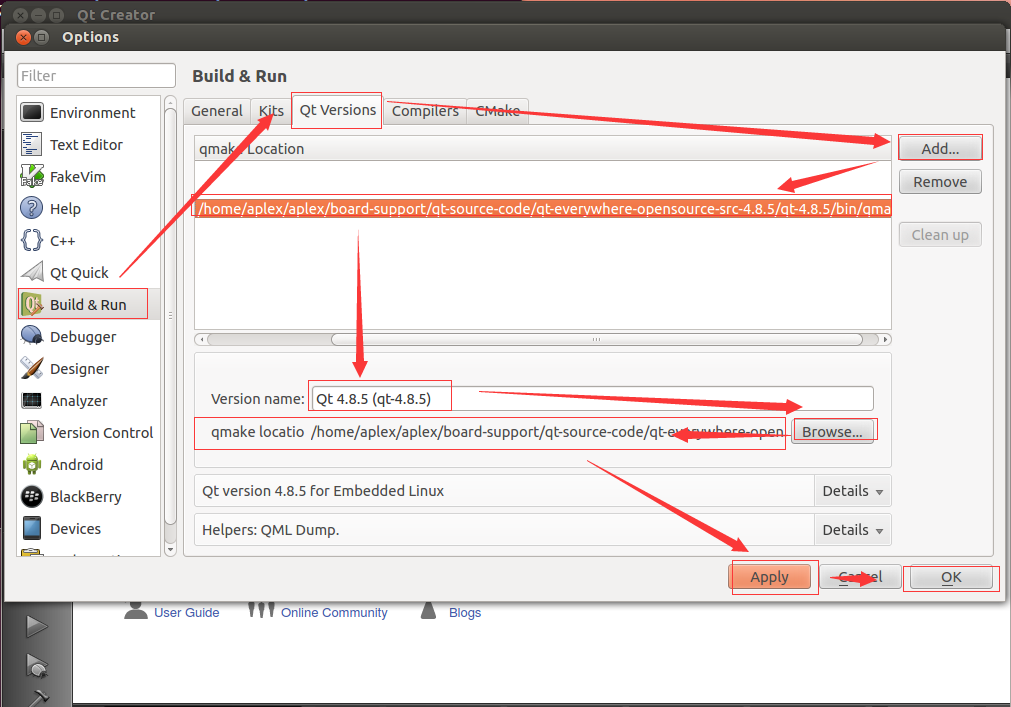 Qt Creator
Options
Filter
Build & Run
Environment
Text Editor
FakeVim
Help
C++
Qt Quick
Build & Run
Debugger
Designer
Analyzer
Version Control
Android
BlackBerry
Devices
General Kits Qt Versions Compilers CMake
qmake Location
Add...
Remove
Clean up
/home/aplex/aplex/board-support/qt-source-code/qt-everywhere-opensource-src-4.8.5/qt-4.8.5/bin/qma
Version name: Qt 4.8.5 (qt-4.8.5)
qmake locatio /home/aplex/aplex/board-support/qt-source-code/qt-everywhere-open Browse...
Qt version 4.8.5 for Embedded Linux Details
Helpers: QML Dump. Details
Apply Cancel OK
User Guide Online Community Blogs